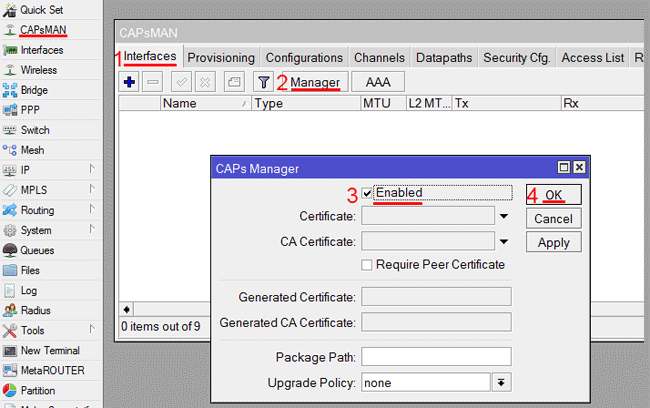 Quick Set
CAPsMAN
Interfaces
Wireless
Bridge
PPP
Switch
Mesh
IP
MPLS
Routing
System
Queues
Files
Log
Radius
Tools
New Terminal
MetaROUTER
Partition
CAPsMAN
1 Interfaces Provisioning Configurations Channels Datapaths Security Cfg. Access List R
2 Manager AAA
Name / Type MTU L2 MT... Tx Rx
0 items out of 9
CAPs Manager
3 Enabled 4 OK
Certificate: Cancel
CA Certificate: Apply
Require Peer Certificate
Generated Certificate:
Generated CA Certificate:
Package Path:
Upgrade Policy: none